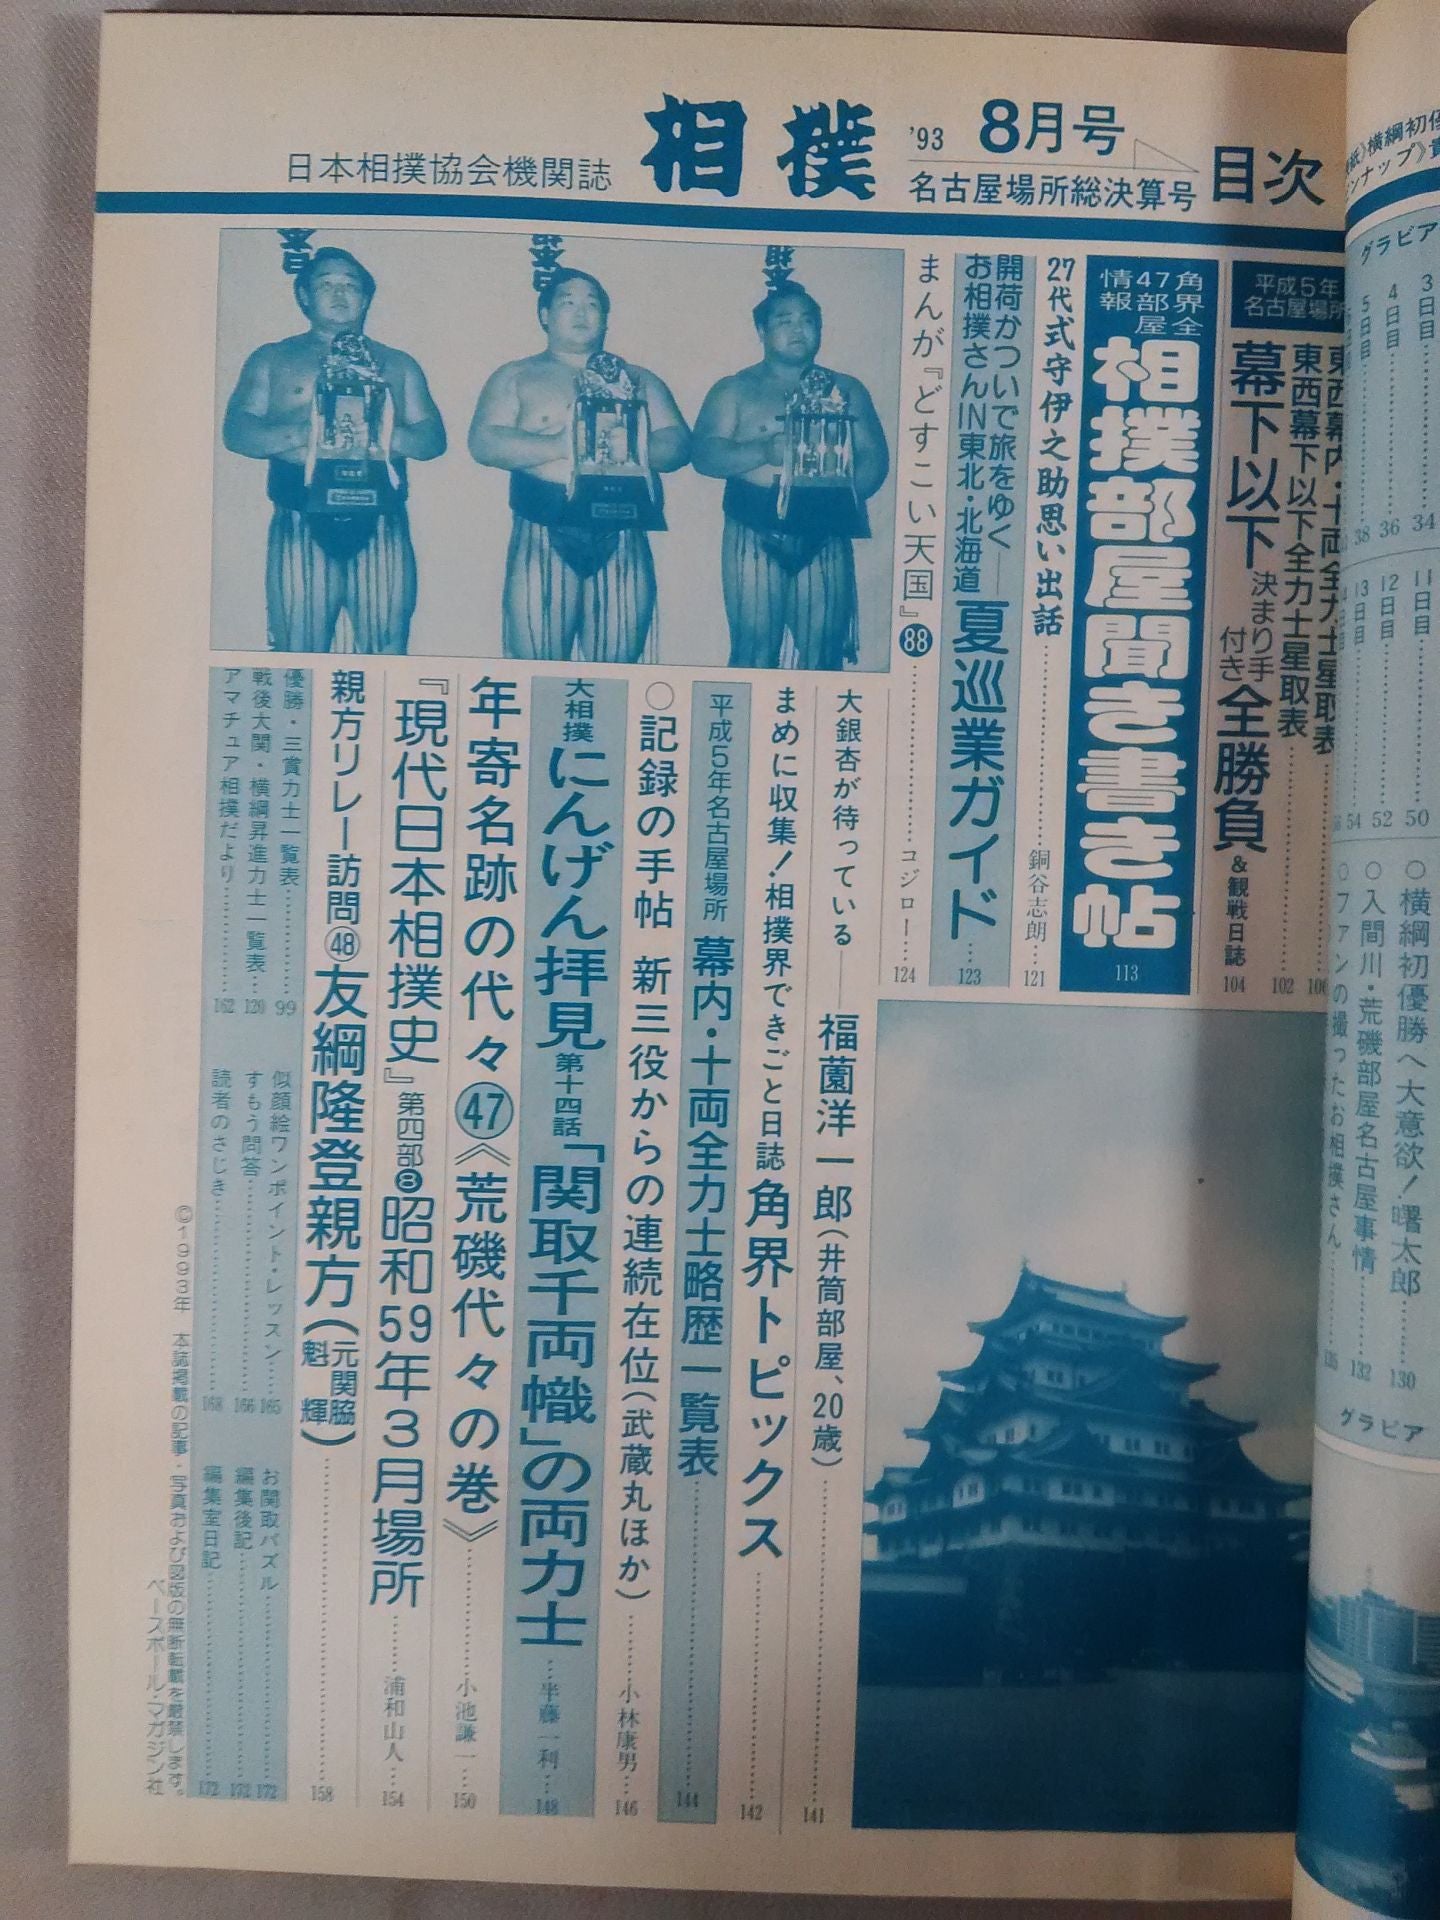 日本相撲協会機関誌
相撲
'93 8月号
名古屋場所総決算号
目次
平成5年
名古屋場所
東西幕内・十両全力士星取表……106
東西幕下以下全力士星取表……102
幕下以下 決まり手付き 全勝負 &観戦日誌 104
角界全47部屋情報
相撲部屋聞き書き帖 113
27代式守伊之助思い出話……銅谷志朗…121
開荷かついで旅をゆく――
お相撲さんIN東北・北海道 夏巡業ガイド…123
まんが『どすこい天国』88……コジロー…124
大銀杏が待っている――福薗洋一郎(井筒部屋、20歳)……141
まめに収集！相撲界できごと日誌 角界トピックス……142
平成5年名古屋場所 幕内・十両全力士略歴一覧表……144
○記録の手帖 新三役からの連続在位(武蔵丸ほか)……小林康男…146
大相撲 にんげん拝見 第十四話 「関取千両幟」の両力士…半藤一利…148
年寄名跡の代々㊼《荒磯代々の巻》……小池謙一…150
『現代日本相撲史』第四部❽昭和59年3月場所……浦和山人…154
親方リレー訪問㊽友綱隆登親方(元関脇魁輝)……158
優勝・三賞力士一覧表……99
戦後大関・横綱昇進力士一覧表…120
アマチュア相撲だより……162
似顔絵ワンポイント・レッスン……165
すもう問答……166
読者のさじき……168
お関取パズル……172
編集後記……172
編集室日記……172
©1993年 本誌掲載の記事・写真および図版の無断転載を厳禁します。
ベースボール・マガジン社
グラビア
3日目……34
4日目……36
5日目……38
11日目……50
12日目……52
13日目……54
○横綱初優勝へ大意欲！曙太郎……130
○入間川・荒磯部屋名古屋事情……132
○ファンの撮ったお相撲さん……135
グラビア